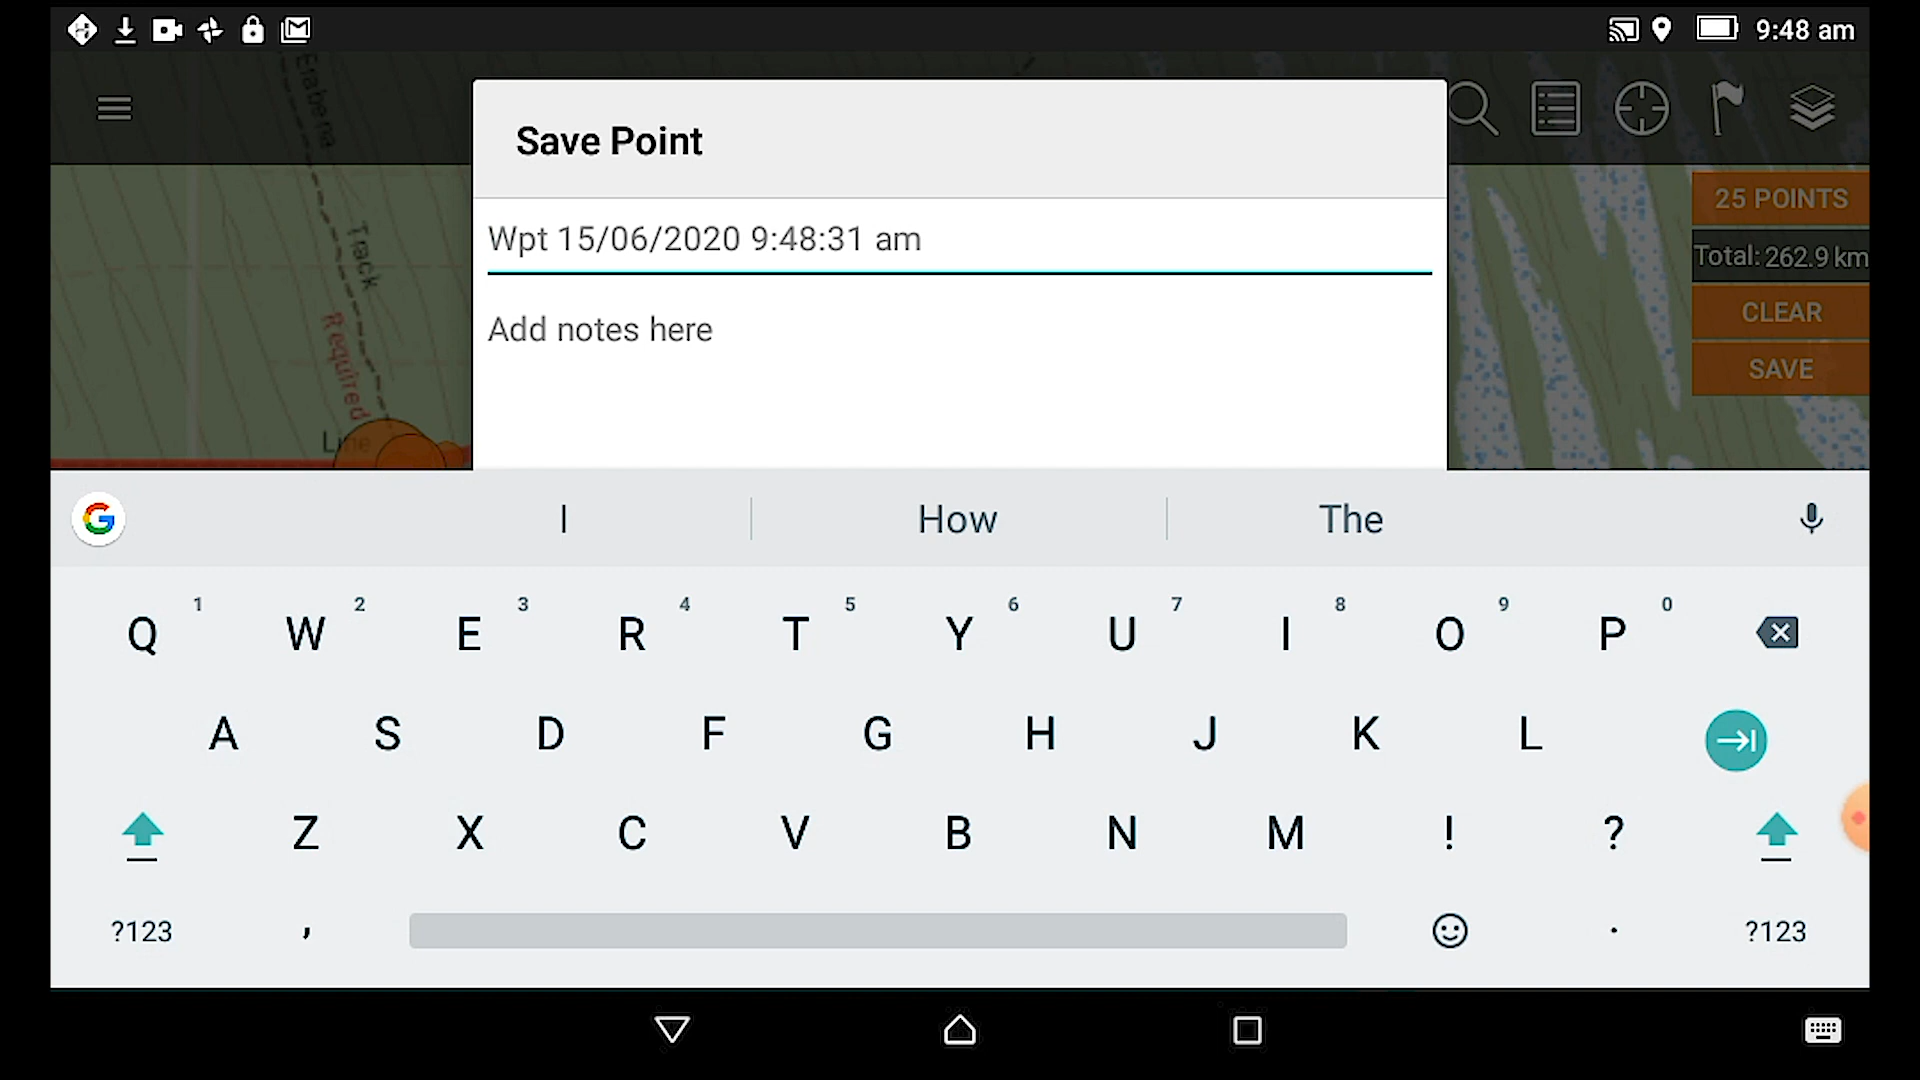 9:48 am
Erabena
Track
Required
Line
Save Point
Wpt 15/06/2020 9:48:31 am
Add notes here
25 POINTS
Total: 262.9 km
CLEAR
SAVE
G
I How The
Q 1 W 2 E 3 R 4 T 5 Y 6 U 7 I 8 O 9 P 0
A S D F G H J K L
Z X C V B N M ! ?
?123 , . ?123